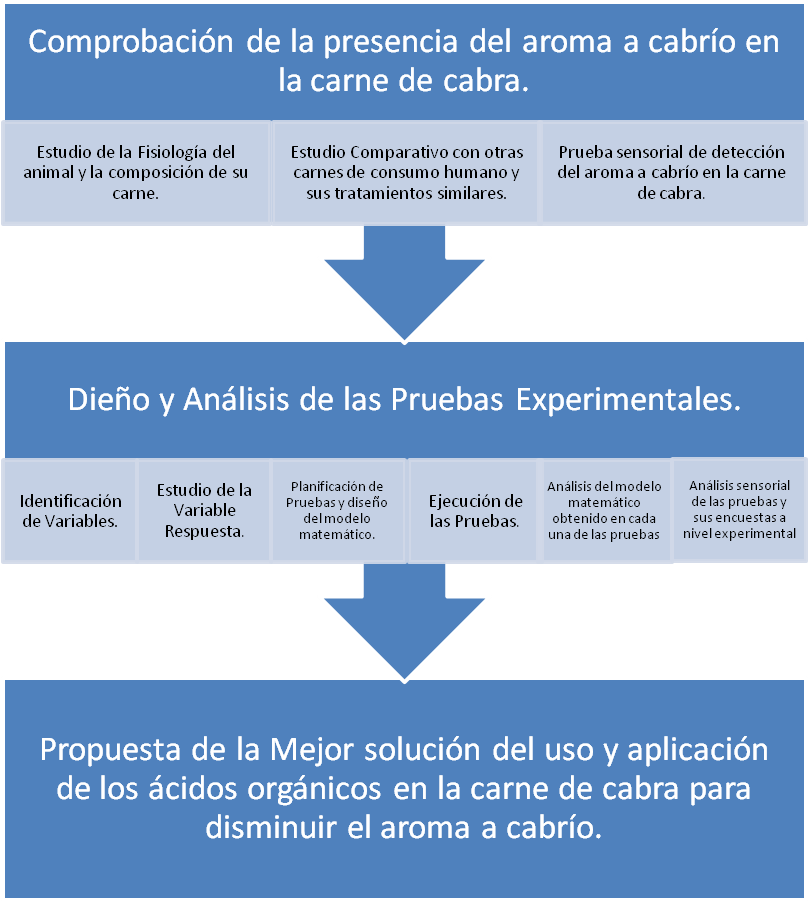 Comprobación de la presencia del aroma a cabrío en
la carne de cabra.
Estudio de la Fisiología del
animal y la composición de su
carne.
Estudio Comparativo con otras
carnes de consumo humano y
sus tratamientos similares.
Prueba sensorial de detección
del aroma a cabrío en la carne
de cabra.
Dieño y Análisis de las Pruebas Experimentales.
Identificación
de Variables.
Estudio de la
Variable
Respuesta.
Planificación de
Pruebas y diseño
del modelo
matemático.
Ejecución de
las Pruebas.
Análisis del modelo
matemático
obtenido en cada
una de las pruebas
Análisis sensorial
de las pruebas y
sus encuestas a
nivel experimental
Propuesta de la Mejor solución del uso y aplicación
de los ácidos orgánicos en la carne de cabra para
disminuir el aroma a cabrío.